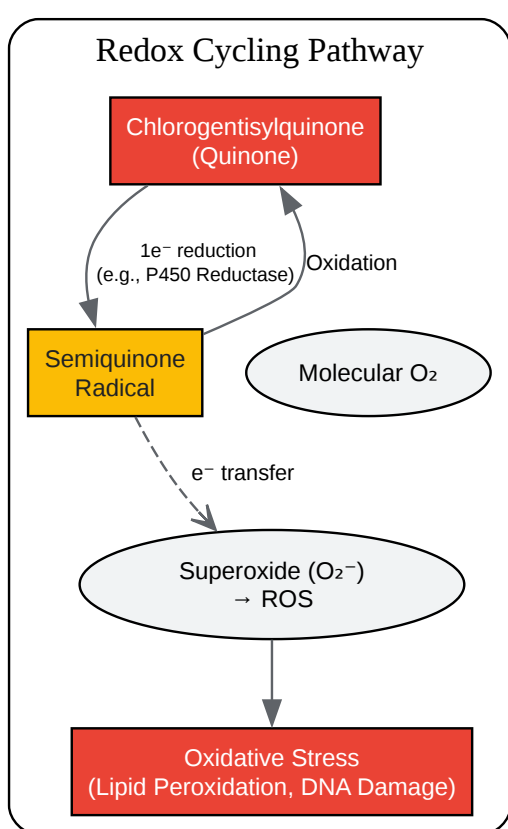 Redox Cycling Pathway
Chlorogentisylquinone
(Quinone)
1e⁻ reduction
(e.g., P450 Reductase)
Oxidation
Semiquinone
Radical
Molecular O₂
e⁻ transfer
Superoxide (O₂⁻)
→ ROS
Oxidative Stress
(Lipid Peroxidation, DNA Damage)